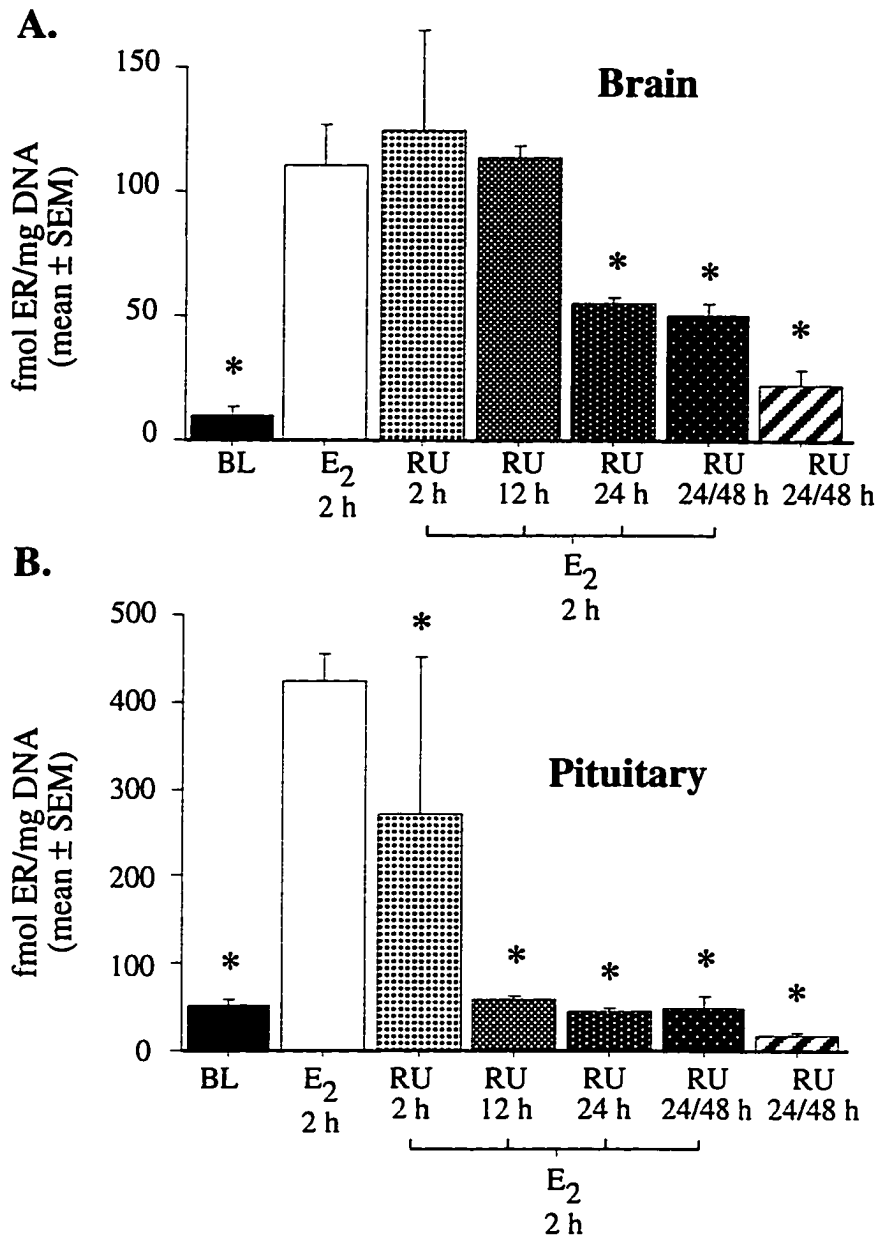 A.
Brain
fmol ER/mg DNA
(mean ± SEM)
150
100
50
0
*
*
*
*
BL E2 RU RU RU RU RU
2 h 2 h 12 h 24 h 24/48 h 24/48 h
E2
2 h
B.
Pituitary
fmol ER/mg DNA
(mean ± SEM)
500
400
300
200
100
0
*
*
*
*
*
*
BL E2 RU RU RU RU RU
2 h 2 h 12 h 24 h 24/48 h 24/48 h
E2
2 h